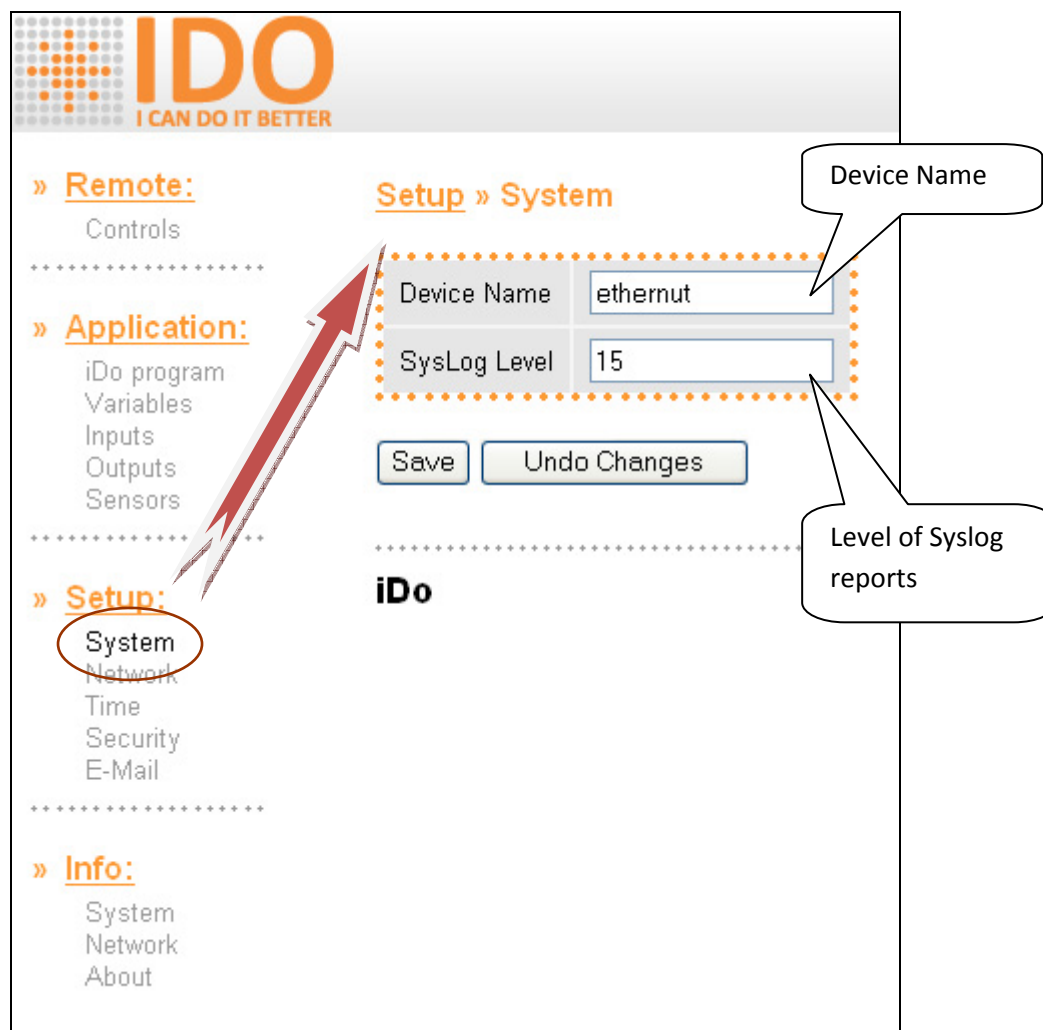 IDO
I CAN DO IT BETTER
» Remote:
Controls
» Application:
iDo program
Variables
Inputs
Outputs
Sensors
» Setup:
System
Network
Time
Security
E-Mail
» Info:
System
Network
About
Setup » System
Device Name ethernut
SysLog Level 15
Save Undo Changes
iDo
Device Name
Level of Syslog
reports